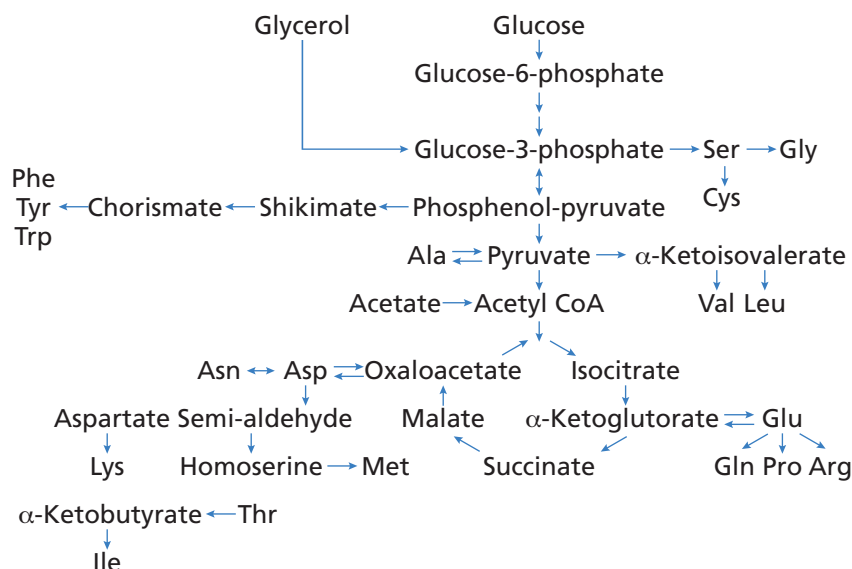 Glycerol Glucose
Glucose-6-phosphate
Glucose-3-phosphate Ser Gly
Cys
Phe
Tyr Chorismate Shikimate Phosphenol-pyruvate
Trp
Ala Pyruvate α-Ketoisovalerate
Acetate Acetyl CoA Val Leu
Asn Asp Oxaloacetate Isocitrate
Aspartate Semi-aldehyde Malate α-Ketoglutorate Glu
Lys Homoserine Met Succinate Gln Pro Arg
α-Ketobutyrate Thr
Ile